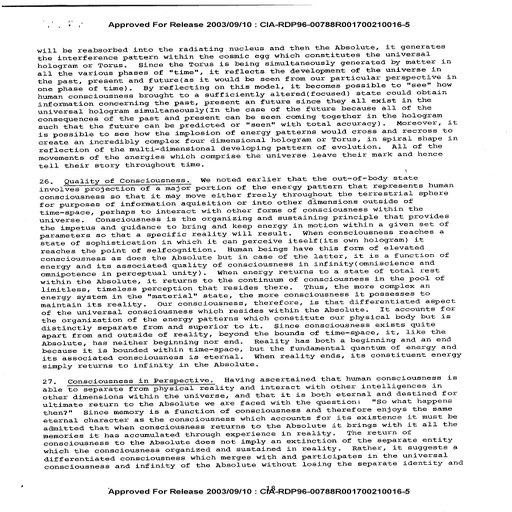 Approved For Release 2003/09/10 : CIA-RDP96-00788R001700210016-5
will be reabsorbed into the radiating nucleus and then the Absolute, it generates
the interference pattern within the cosmic egg which constitutes the universal
hologram or Torus. Since the Torus is being simultaneously generated by matter in
all the various phases of "time", it reflects the development of the universe in
the past, present and future(as it would be seen from our particular perspective in
one phase of time). By reflecting on this model, it becomes possible to "see" how
human consciousness brought to a sufficiently altered(focused) state could obtain
information concerning the past, present an future since they all exist in the
universal hologram simultaneously(In the case of the future because all of the
consequences of the past and present can be seen coming together in the hologram
such that the future can be predicted or "seen" with total accuracy). Moreover, it
is possible to see how the implosion of energy patterns would cross and recross to
create an incredibly complex four dimensional hologram or Torus, in spiral shape in
reflection of the multi-dimensional developing pattern of evolution. All of the
movements of the energies which comprise the universe leave their mark and hence
tell their story throughout time.
26. Quality of Consciousness. We noted earlier that the out-of-body state
involves projection of a major portion of the energy pattern that represents human
consciousness so that it may move either freely throughout the terrestrial sphere
for purposes of information aquisition or into other dimensions outside of
time-space, perhaps to interact with other forms of consciousness within the
universe. Consciousness is the organizing and sustaining principle that provides
the impetus and guidance to bring and keep energy in motion within a given set of
parameters so that a specific reality will result. When consciousness reaches a
state of sophistication in which it can perceive itself(its own hologram) it
reaches the point of selfcognition. Human beings have this form of elevated
consciousness as does the Absolute but in case of the latter, it is a function of
energy and its associated quality of consciousness in infinity(omniscience and
omnipotence in perceptual unity). When energy returns to a state of total rest
within the Absolute, it returns to the continuum of consciousness in the pool of
limitless, timeless perception that resides there. Thus, the more complex an
energy system in the "material" state, the more consciousness it possesses to
maintain its reality. Our consciousness, therefore, is that differentiated aspect
of the universal consciousness which resides within the Absolute. It accounts for
the organization of the energy patterns which constitute our physical body but is
distinctly separate from and superior to it. Since consciousness exists quite
apart from and outside of reality, beyond the bounds of time-space, it, like the
Absolute, has neither beginning nor end. Reality has both a beginning and an end
because it is bounded within time-space, but the fundamental quantum of energy and
its associated consciousness is eternal. When reality ends, its constituent energy
simply returns to infinity in the Absolute.
27. Consciousness in Perspective. Having ascertained that human consciousness is
able to separate from physical reality and interact with other intelligences in
other dimensions within the universe, and that it is both eternal and destined for
ultimate return to the Absolute we are faced with the question: "So what happens
then?" Since memory is a function of consciousness and therefore enjoys the same
eternal character as the consciousness which accounts for its existence it must be
admitted that when consciousness returns to the Absolute it brings with it all the
memories it has accumulated through experience in reality. The return of
consciousness to the Absolute does not imply an extinction of the separate entity
which the consciousness organized and sustained in reality. Rather, it suggests a
differentiated consciousness which merges with and participates in the universal
consciousness and infinity of the Absolute without losing the separate identity and
18
Approved For Release 2003/09/10 : CIA-RDP96-00788R001700210016-5